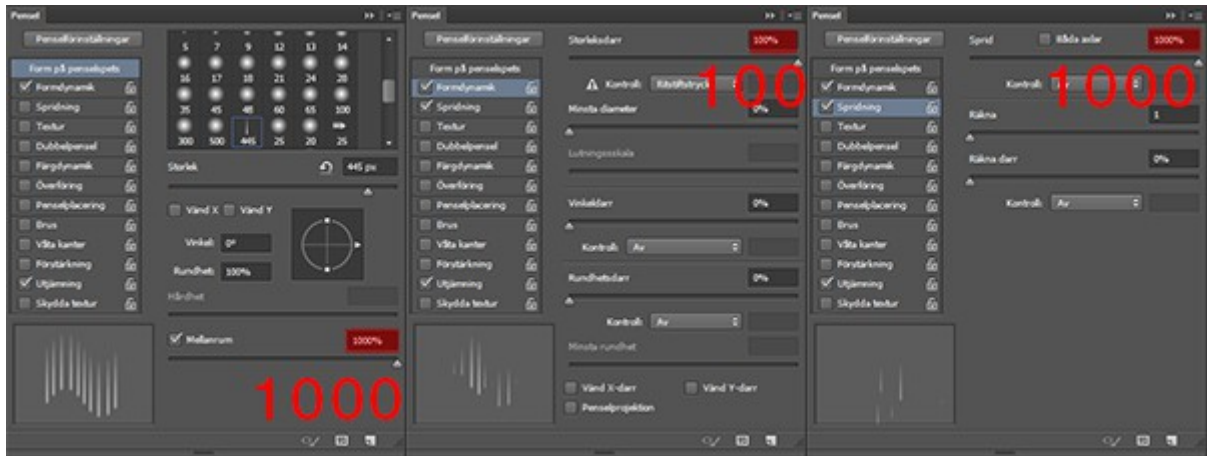 Pensel
Penselförinställningar
5 7 9 12 13 14
16 17 18 21 24 28
35 45 48 60 65 100
300 500 445 25 20 25
Form på penselspets
Formdynamik
Spridning
Textur
Dubbelpensel
Färgdynamik
Överföring
Penselplacering
Brus
Våta kanter
Förstärkning
Utjämning
Skydda textur
Storlek 445 px
Vänd X Vänd Y
Vinkel: 0°
Rundhet: 100%
Hårdhet
Mellanrum 1000%
1000
Pensel
Penselförinställningar
Form på penselspets
Formdynamik
Spridning
Textur
Dubbelpensel
Färgdynamik
Överföring
Penselplacering
Brus
Våta kanter
Förstärkning
Utjämning
Skydda textur
Storleksdarr 100%
100
Kontroll: Ritstiftstryck
Minsta diameter 0%
Lutningsskala
Vinkeldarr 0%
Kontroll: Av
Rundhetsdarr 0%
Kontroll: Av
Minsta rundhet
Vänd X-darr Vänd Y-darr
Penselprojektion
Pensel
Penselförinställningar
Form på penselspets
Formdynamik
Spridning
Textur
Dubbelpensel
Färgdynamik
Överföring
Penselplacering
Brus
Våta kanter
Förstärkning
Utjämning
Skydda textur
Sprid Båda axlar 1000%
1000
Kontroll: Av
Räkna 1
Räkna darr 0%
Kontroll: Av